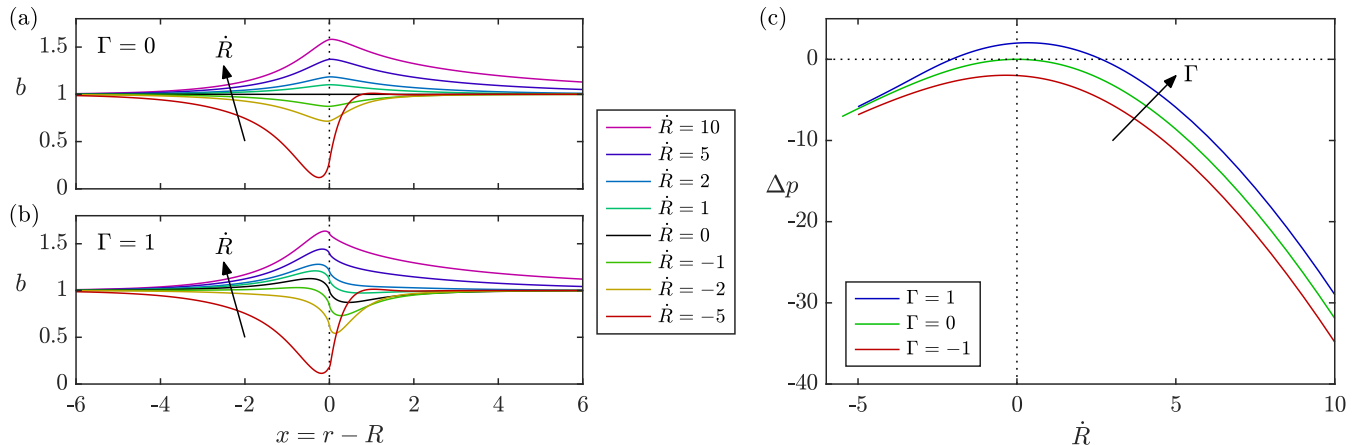 (a)
Γ = 0
Ṙ
b
1.5
1
0.5
0
(b)
Γ = 1
Ṙ
b
1.5
1
0.5
0
-6
-4
-2
0
2
4
6
x = r − R
Ṙ = 10
Ṙ = 5
Ṙ = 2
Ṙ = 1
Ṙ = 0
Ṙ = −1
Ṙ = −2
Ṙ = −5
(c)
0
-10
-20
-30
-40
Δp
Γ
Γ = 1
Γ = 0
Γ = −1
-5
0
5
10
Ṙ